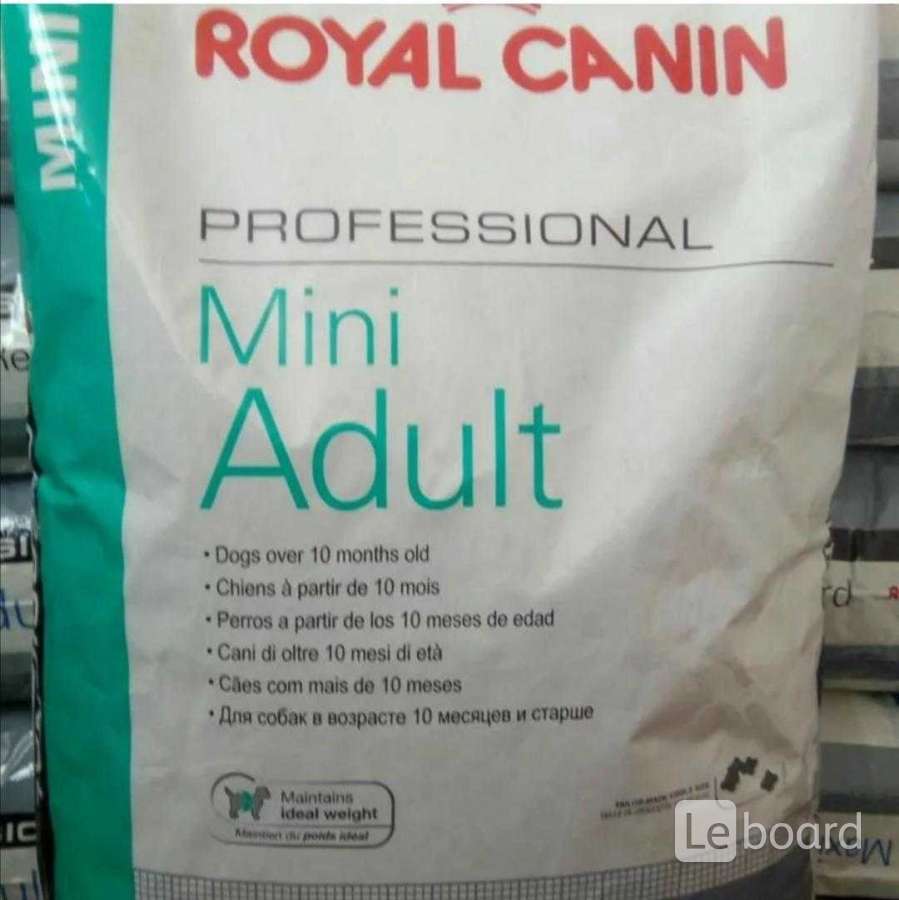 MINI
ROYAL CANIN
PROFESSIONAL
Mini
Adult
• Dogs over 10 months old
• Chiens à partir de 10 mois
• Perros a partir de los 10 meses de edad
• Cani di oltre 10 mesi di età
• Cães com mais de 10 meses
• Для собак в возрасте 10 месяцев и старше
Maintains
ideal weight
Maintien du poids idéal
Le board
Maxi